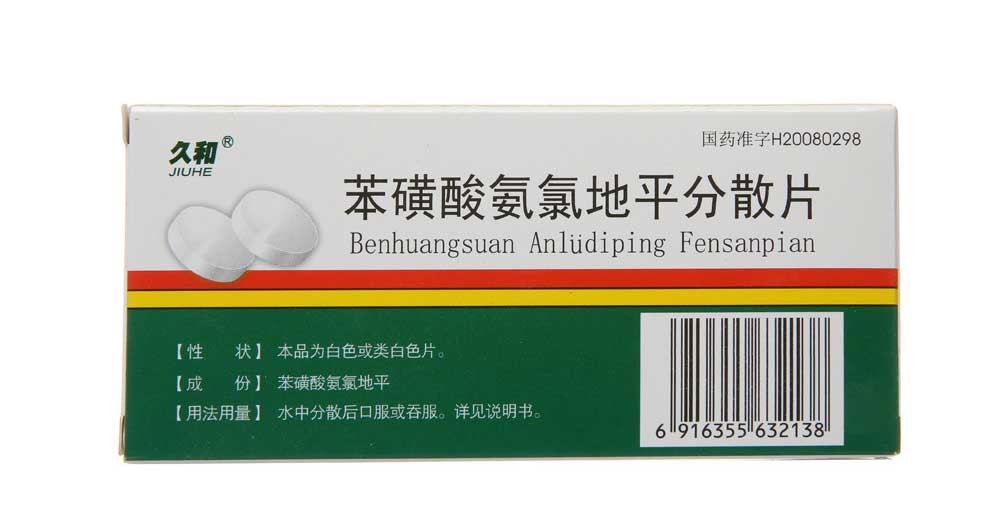 久和®
JIUHE
国药准字H20080298
苯磺酸氨氯地平分散片
Benhuangsuan Anlüdiping Fensanpian
【性　状】本品为白色或类白色片。
【成　份】苯磺酸氨氯地平
【用法用量】水中分散后口服或吞服。详见说明书。
6 916355 632138